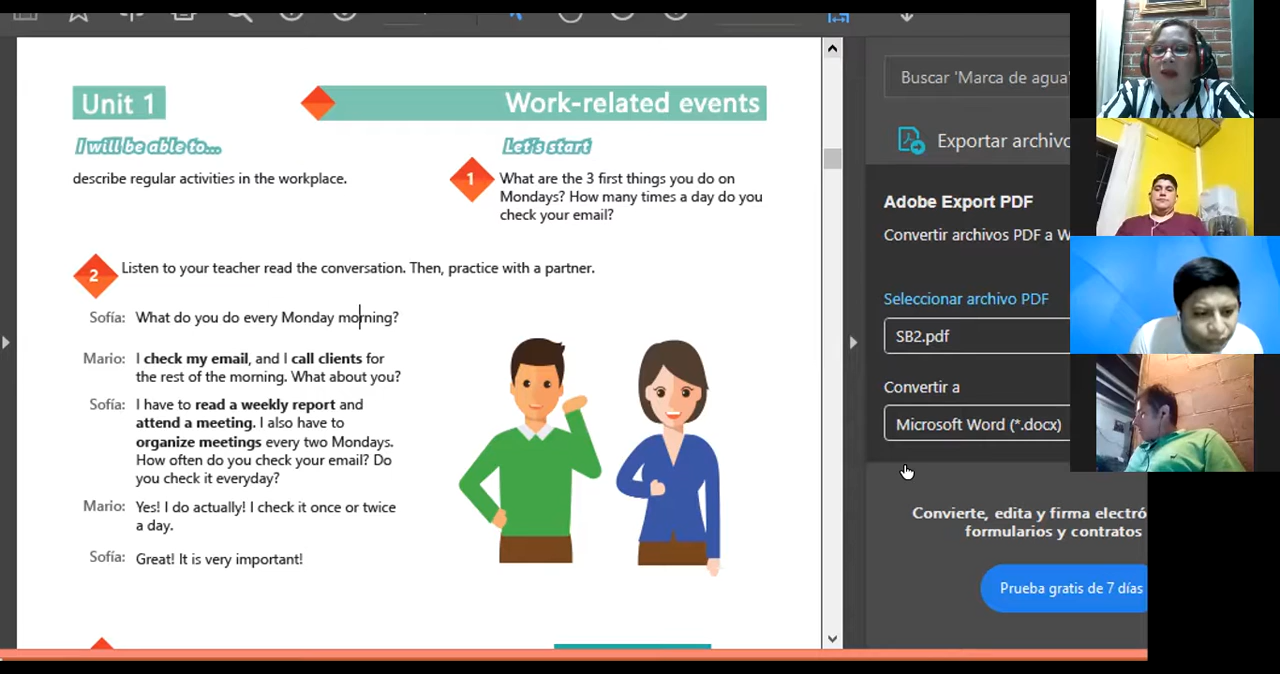 Unit 1
Work-related events
I will be able to...
describe regular activities in the workplace.
Let's start
1
What are the 3 first things you do on
Mondays? How many times a day do you
check your email?
2
Listen to your teacher read the conversation. Then, practice with a partner.
Sofía: What do you do every Monday morning?
Mario: I check my email, and I call clients for
the rest of the morning. What about you?
Sofía: I have to read a weekly report and
attend a meeting. I also have to
organize meetings every two Mondays.
How often do you check your email? Do
you check it everyday?
Mario: Yes! I do actually! I check it once or twice
a day.
Sofía: Great! It is very important!
Buscar 'Marca de agua'
Exportar archivo
Adobe Export PDF
Convertir archivos PDF a W
Seleccionar archivo PDF
SB2.pdf
Convertir a
Microsoft Word (*.docx)
Convierte, edita y firma electró
formularios y contratos
Prueba gratis de 7 días